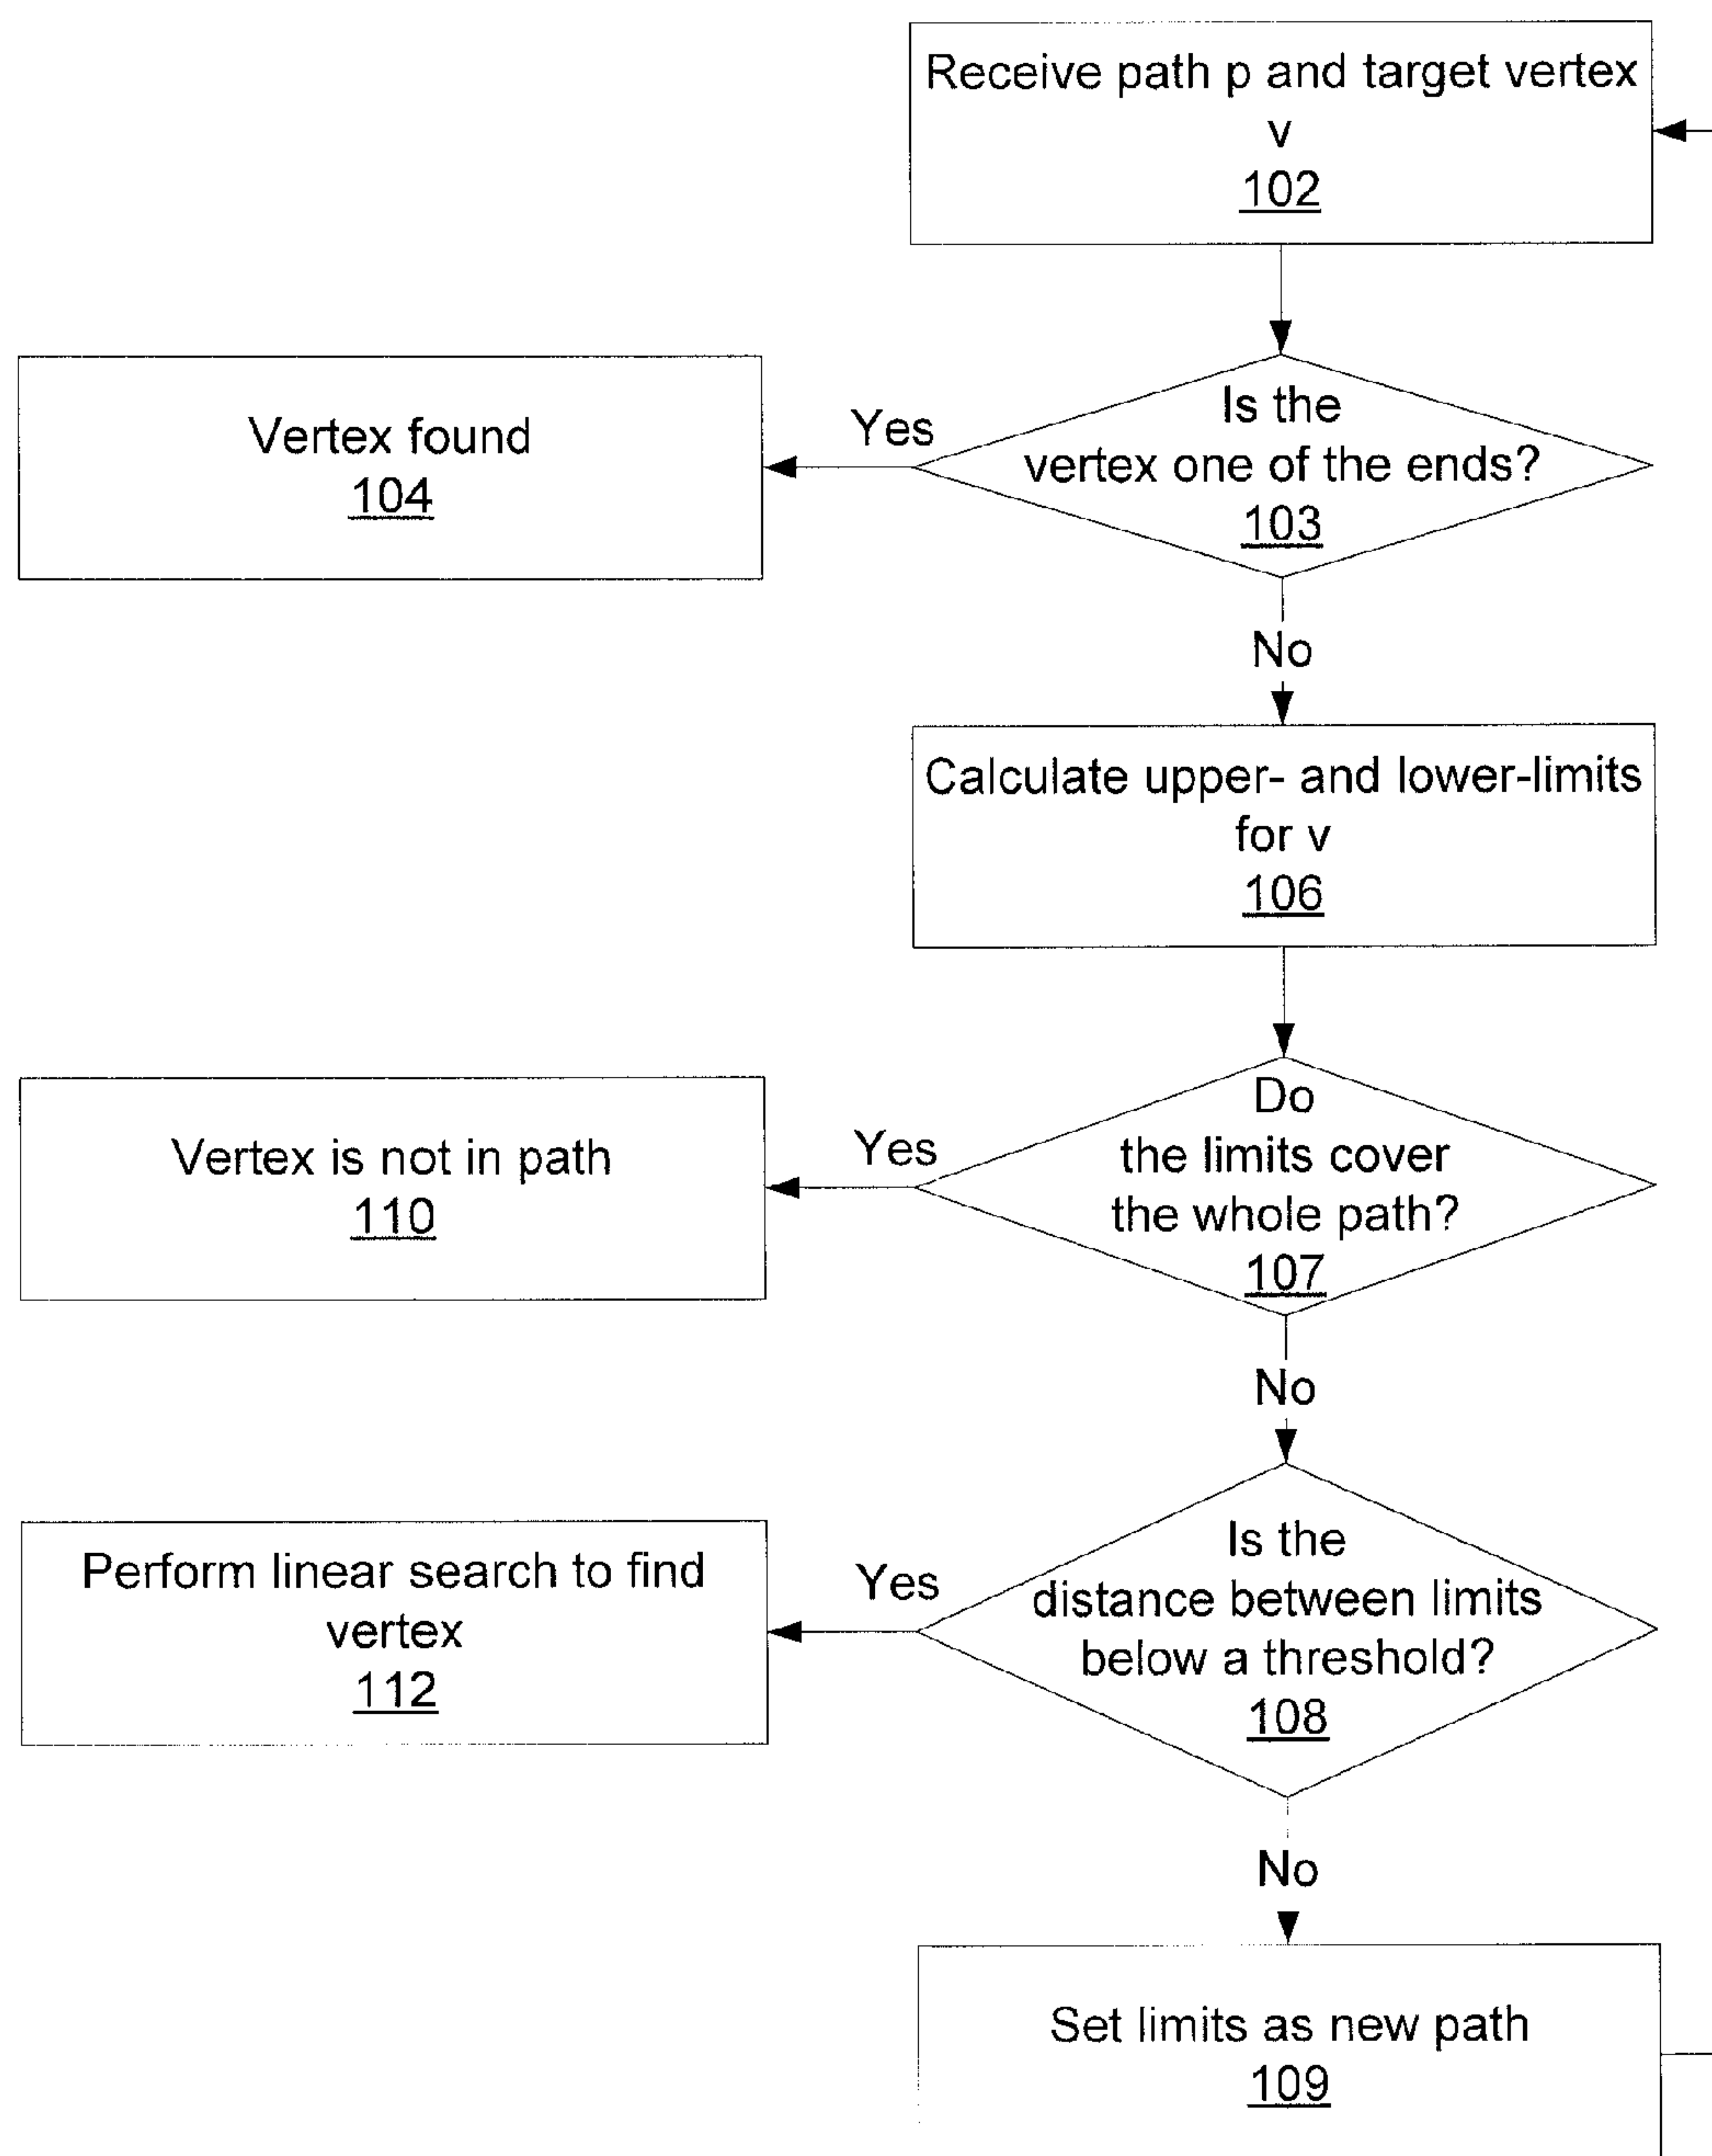 Receive path p and target vertex
v
102
Is the
vertex one of the ends?
103
Yes
Vertex found
104
No
Calculate upper- and lower-limits
for v
106
Do
the limits cover
the whole path?
107
Yes
Vertex is not in path
110
No
Is the
distance between limits
below a threshold?
108
Yes
Perform linear search to find
vertex
112
No
Set limits as new path
109